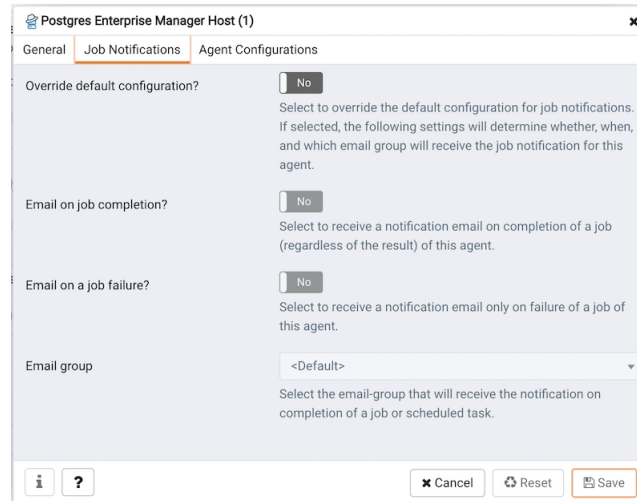 Postgres Enterprise Manager Host (1)
General Job Notifications Agent Configurations
Override default configuration? No
Select to override the default configuration for job notifications.
If selected, the following settings will determine whether, when,
and which email group will receive the job notification for this
agent.
Email on job completion? No
Select to receive a notification email on completion of a job
(regardless of the result) of this agent.
Email on a job failure? No
Select to receive a notification email only on failure of a job of
this agent.
Email group <Default>
Select the email-group that will receive the notification on
completion of a job or scheduled task.
i ? Cancel Reset Save